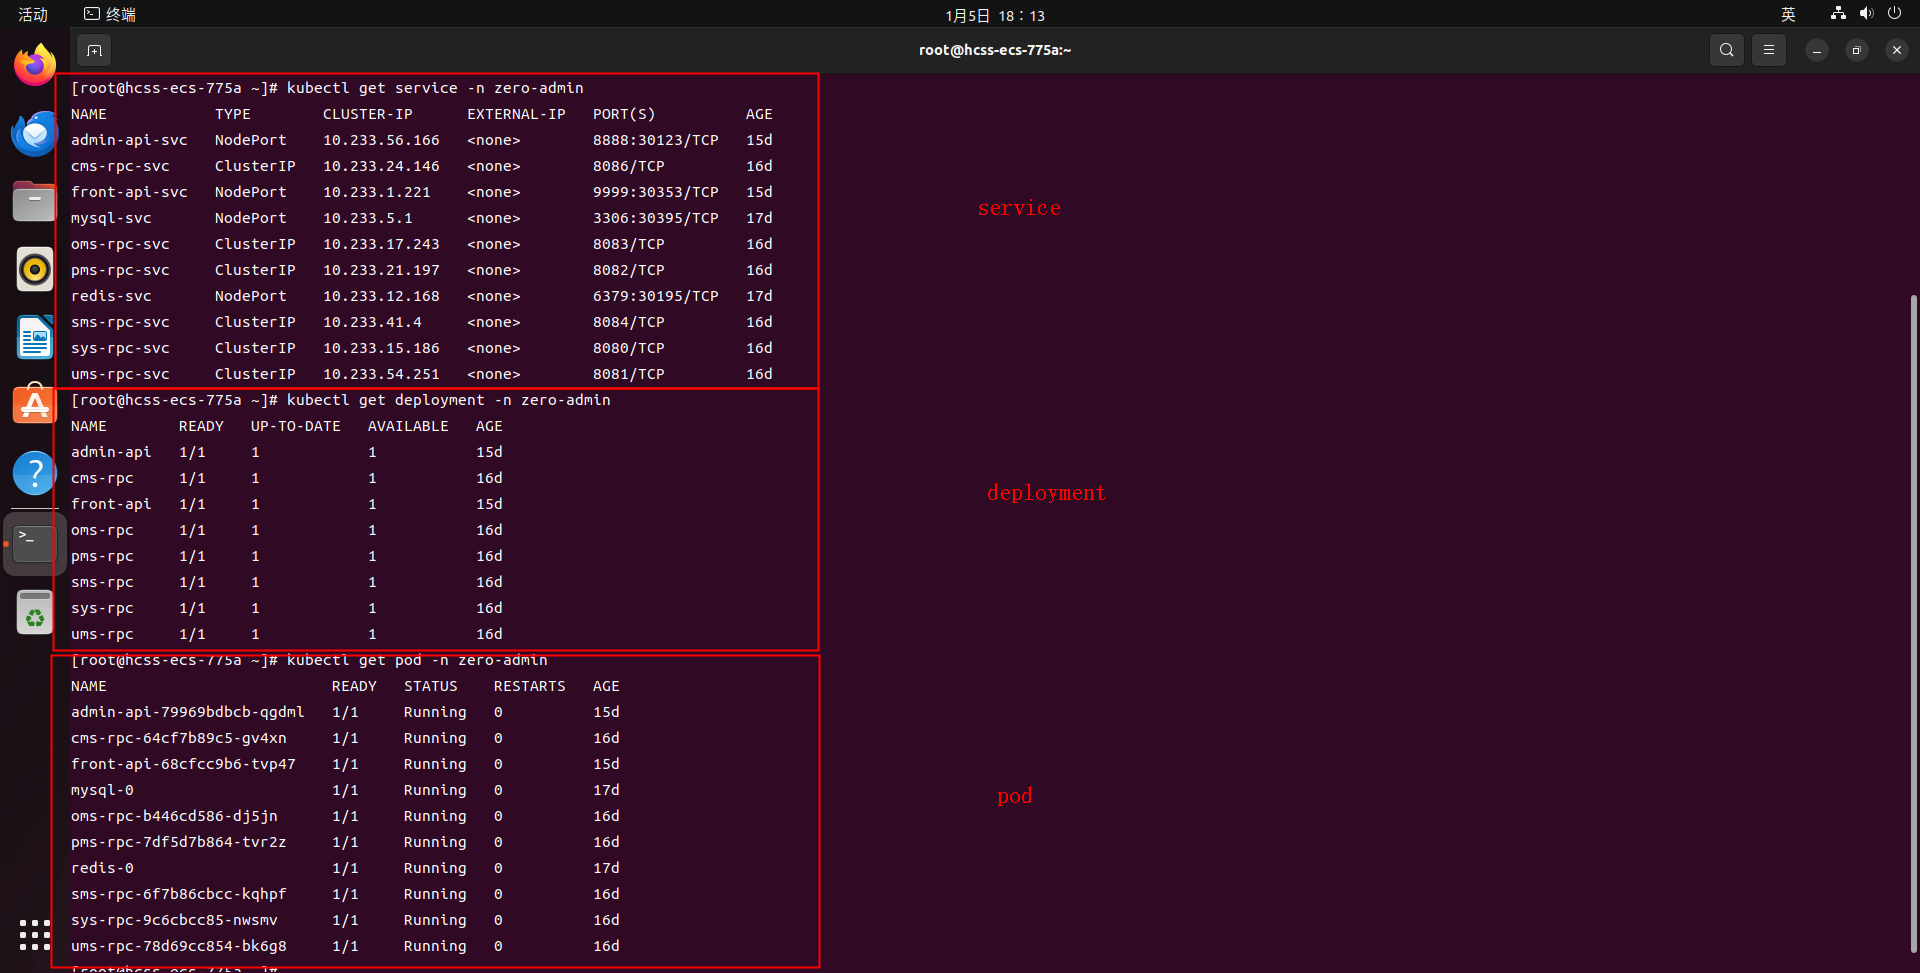 活动 终端 1月5日 18：13 英
root@hcss-ecs-775a:~
[root@hcss-ecs-775a ~]# kubectl get service -n zero-admin
NAME TYPE CLUSTER-IP EXTERNAL-IP PORT(S) AGE
admin-api-svc NodePort 10.233.56.166 <none> 8888:30123/TCP 15d
cms-rpc-svc ClusterIP 10.233.24.146 <none> 8086/TCP 16d
front-api-svc NodePort 10.233.1.221 <none> 9999:30353/TCP 15d
mysql-svc NodePort 10.233.5.1 <none> 3306:30395/TCP 17d
oms-rpc-svc ClusterIP 10.233.17.243 <none> 8083/TCP 16d
pms-rpc-svc ClusterIP 10.233.21.197 <none> 8082/TCP 16d
redis-svc NodePort 10.233.12.168 <none> 6379:30195/TCP 17d
sms-rpc-svc ClusterIP 10.233.41.4 <none> 8084/TCP 16d
sys-rpc-svc ClusterIP 10.233.15.186 <none> 8080/TCP 16d
ums-rpc-svc ClusterIP 10.233.54.251 <none> 8081/TCP 16d
service
[root@hcss-ecs-775a ~]# kubectl get deployment -n zero-admin
NAME READY UP-TO-DATE AVAILABLE AGE
admin-api 1/1 1 1 15d
cms-rpc 1/1 1 1 16d
front-api 1/1 1 1 15d
oms-rpc 1/1 1 1 16d
pms-rpc 1/1 1 1 16d
sms-rpc 1/1 1 1 16d
sys-rpc 1/1 1 1 16d
ums-rpc 1/1 1 1 16d
deployment
[root@hcss-ecs-775a ~]# kubectl get pod -n zero-admin
NAME READY STATUS RESTARTS AGE
admin-api-79969bdbcb-qgdml 1/1 Running 0 15d
cms-rpc-64cf7b89c5-gv4xn 1/1 Running 0 16d
front-api-68cfcc9b6-tvp47 1/1 Running 0 15d
mysql-0 1/1 Running 0 17d
oms-rpc-b446cd586-dj5jn 1/1 Running 0 16d
pms-rpc-7df5d7b864-tvr2z 1/1 Running 0 16d
redis-0 1/1 Running 0 17d
sms-rpc-6f7b86cbcc-kqhpf 1/1 Running 0 16d
sys-rpc-9c6cbcc85-nwsmv 1/1 Running 0 16d
ums-rpc-78d69cc854-bk6g8 1/1 Running 0 16d
pod
[root@hcss-ecs-775a ~]#